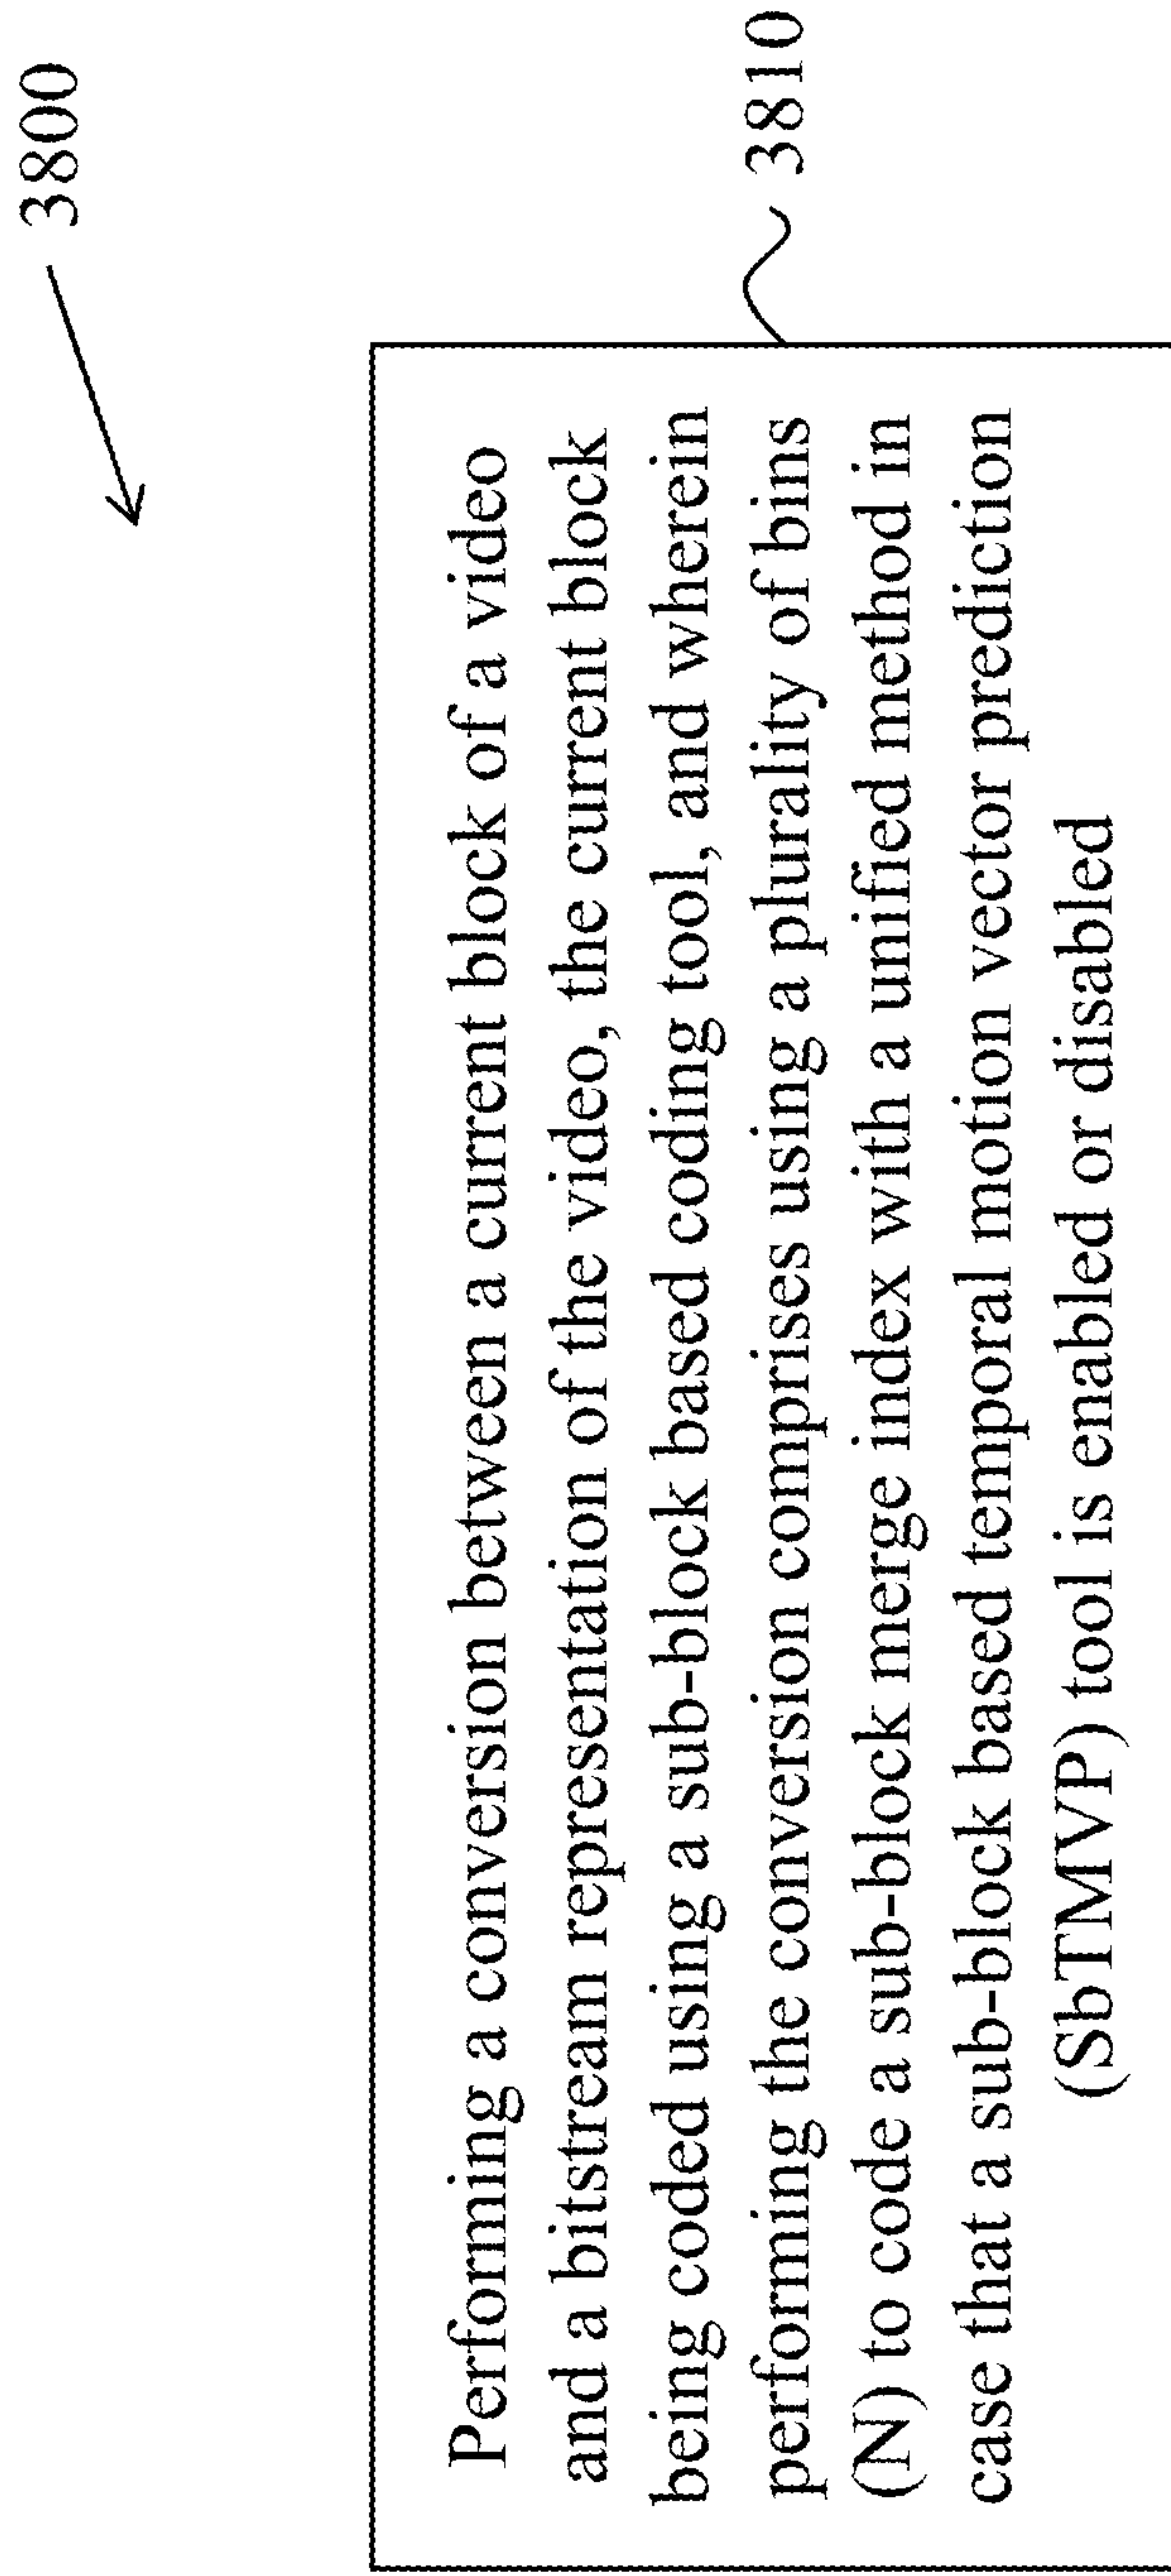 3800
Performing a conversion between a current block of a video
and a bitstream representation of the video, the current block
being coded using a sub-block based coding tool, and wherein
performing the conversion comprises using a plurality of bins
(N) to code a sub-block merge index with a unified method in
case that a sub-block based temporal motion vector prediction
(SbTMVP) tool is enabled or disabled
3810